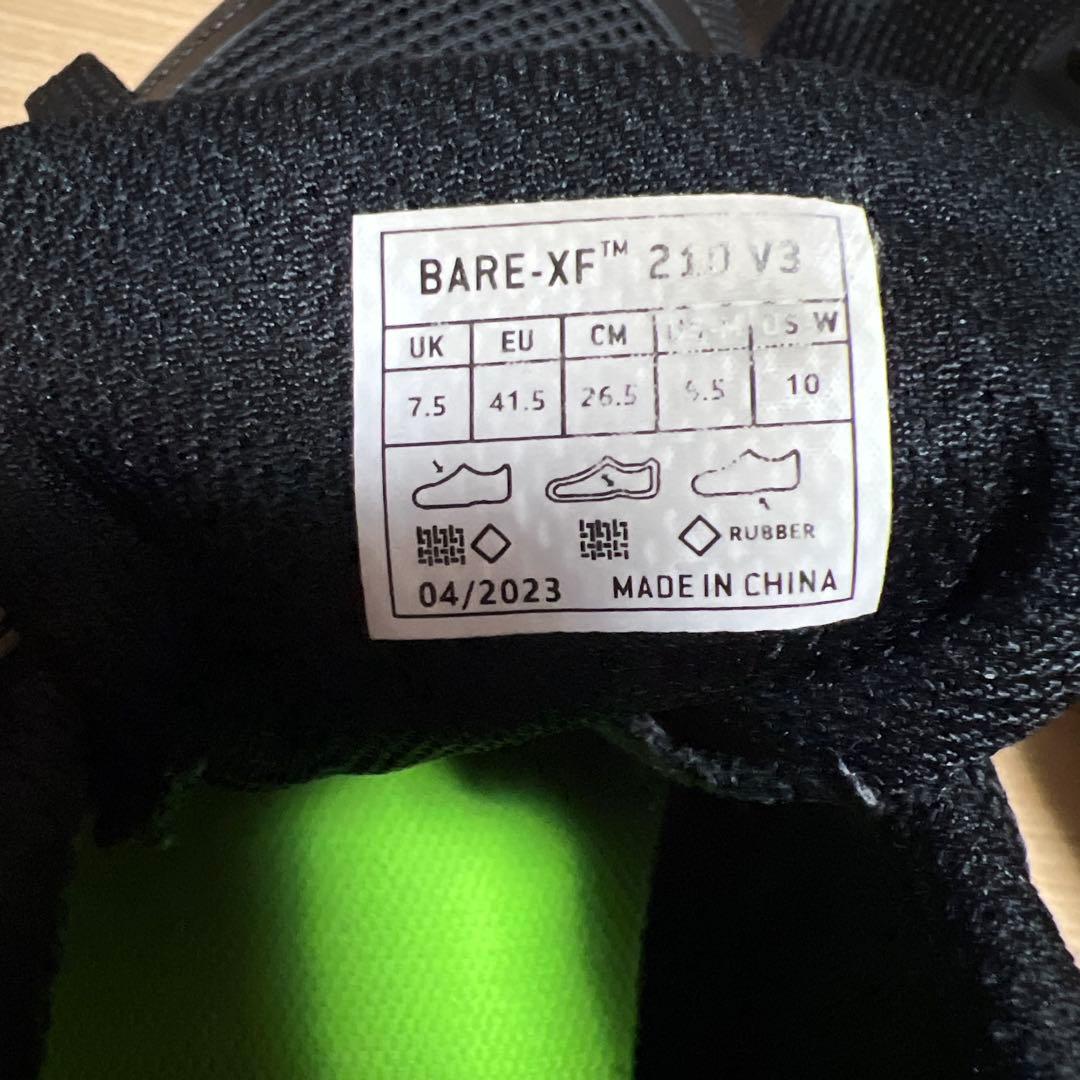 BARE-XF™ 210 V3
UK EU CM US-M US-W
7.5 41.5 26.5 10
RUBBER
04/2023 MADE IN CHINA